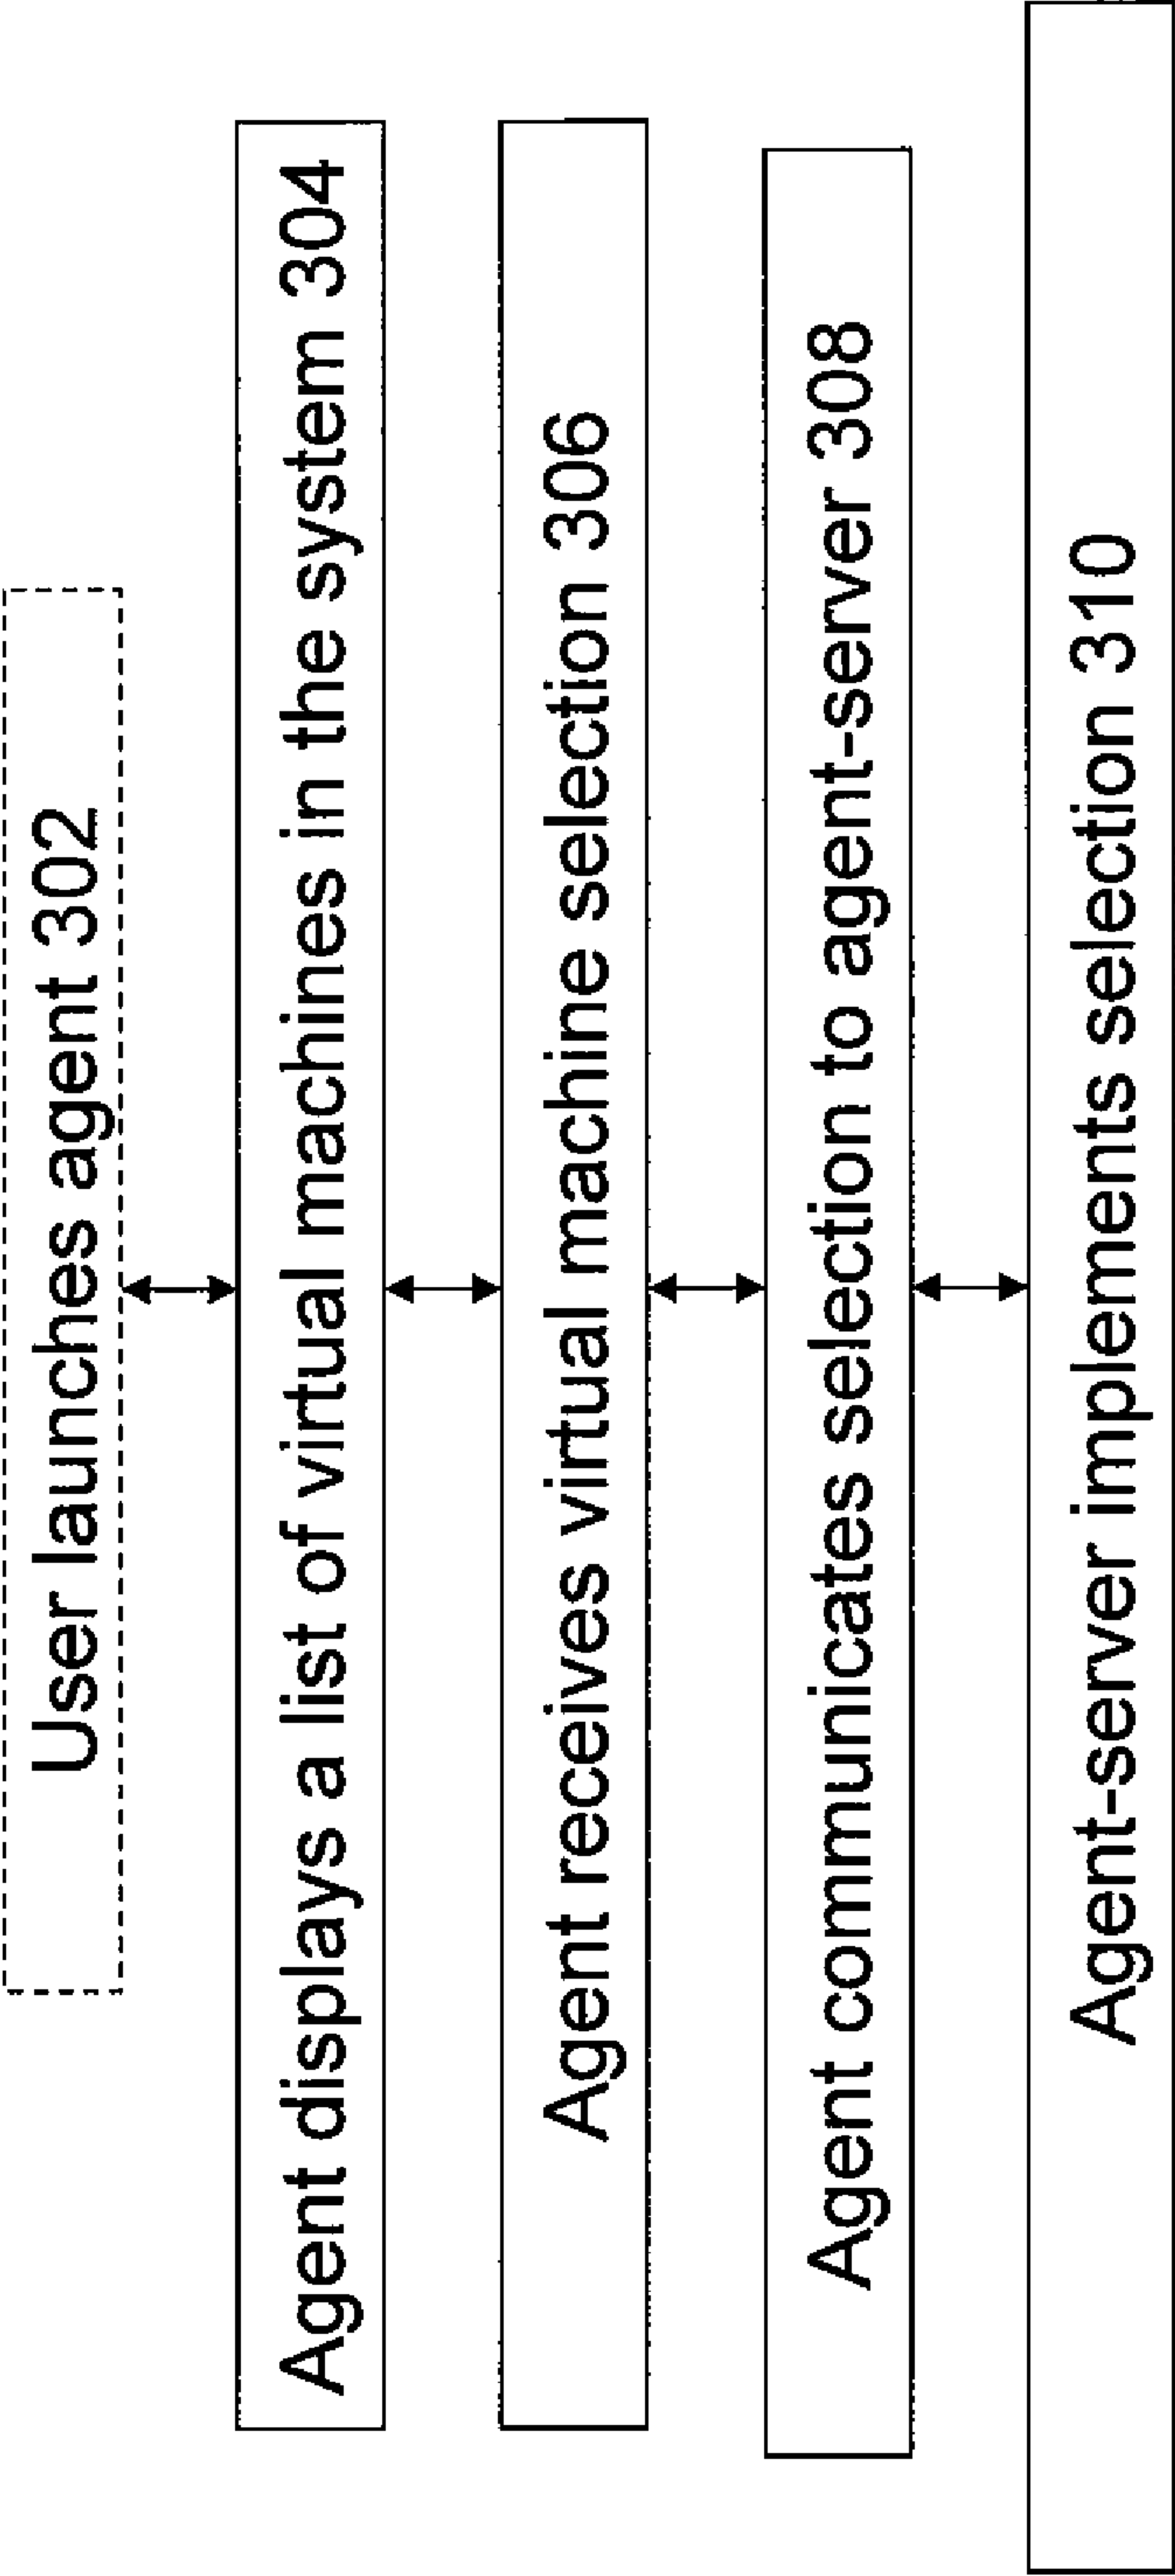 User launches agent 302
Agent displays a list of virtual machines in the system 304
Agent receives virtual machine selection 306
Agent communicates selection to agent-server 308
Agent-server implements selection 310